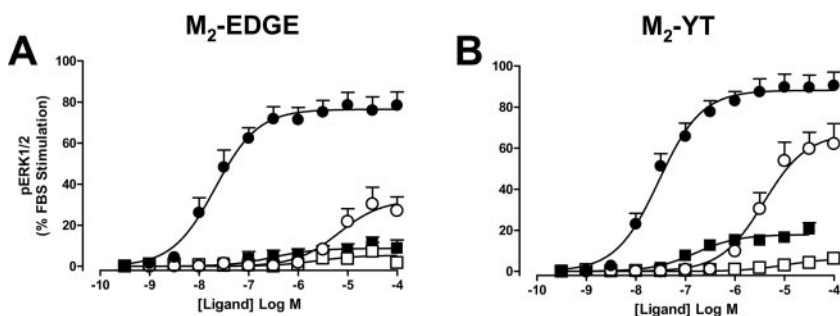 M2-EDGE
A
pERK1/2
(% FBS Stimulation)
100
80
60
40
20
0
-10 -9 -8 -7 -6 -5 -4
[Ligand] Log M
M2-YT
B
100
80
60
40
20
0
-10 -9 -8 -7 -6 -5 -4
[Ligand] Log M